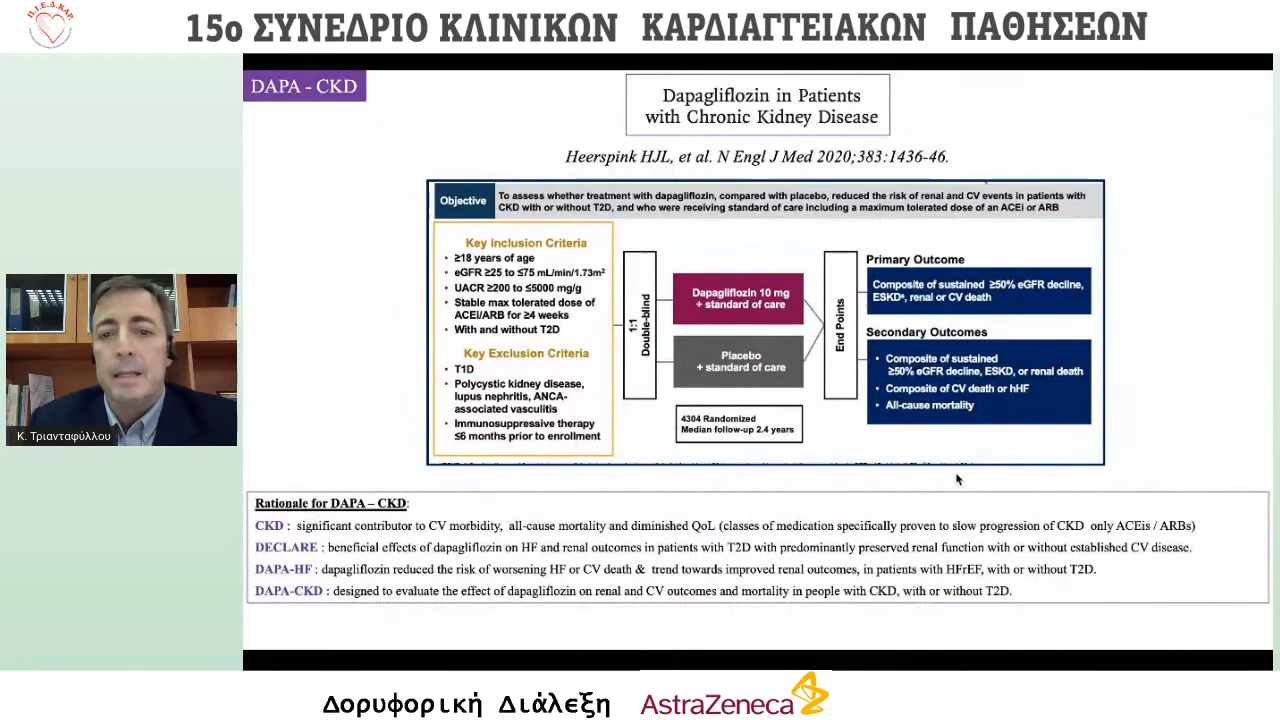 Π.Ι.Ε.Δ.ΚΑΡ.
15ο ΣΥΝΕΔΡΙΟ ΚΛΙΝΙΚΩΝ ΚΑΡΔΙΑΓΓΕΙΑΚΩΝ ΠΑΘΗΣΕΩΝ
DAPA - CKD
Dapagliflozin in Patients
with Chronic Kidney Disease
Heerspink HJL, et al. N Engl J Med 2020;383:1436-46.
Objective
To assess whether treatment with dapagliflozin, compared with placebo, reduced the risk of renal and CV events in patients with
CKD with or without T2D, and who were receiving standard of care including a maximum tolerated dose of an ACEi or ARB
Key Inclusion Criteria
• ≥18 years of age
• eGFR ≥25 to ≤75 mL/min/1.73m²
• UACR ≥200 to ≤5000 mg/g
• Stable max tolerated dose of
ACEi/ARB for ≥4 weeks
• With and without T2D
Key Exclusion Criteria
• T1D
• Polycystic kidney disease,
lupus nephritis, ANCA-
associated vasculitis
• Immunosuppressive therapy
≤6 months prior to enrollment
1:1
Double-blind
Dapagliflozin 10 mg
+ standard of care
Placebo
+ standard of care
4304 Randomized
Median follow-up 2.4 years
End Points
Primary Outcome
Composite of sustained ≥50% eGFR decline,
ESKDª, renal or CV death
Secondary Outcomes
• Composite of sustained
≥50% eGFR decline, ESKD, or renal death
• Composite of CV death or hHF
• All-cause mortality
Κ. Τριανταφύλλου
Rationale for DAPA – CKD:
CKD : significant contributor to CV morbidity, all-cause mortality and diminished QoL (classes of medication specifically proven to slow progression of CKD only ACEis / ARBs)
DECLARE : beneficial effects of dapagliflozin on HF and renal outcomes in patients with T2D with predominantly preserved renal function with or without established CV disease.
DAPA-HF : dapagliflozin reduced the risk of worsening HF or CV death & trend towards improved renal outcomes, in patients with HFrEF, with or without T2D.
DAPA-CKD : designed to evaluate the effect of dapagliflozin on renal and CV outcomes and mortality in people with CKD, with or without T2D.
Δορυφορική Διάλεξη
AstraZeneca